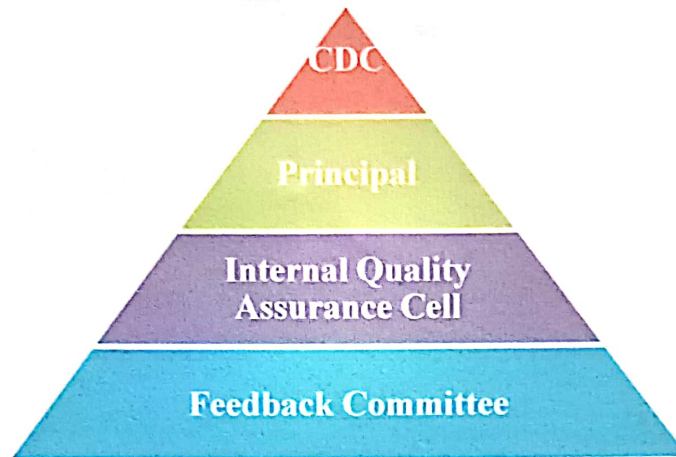 CDC
Principal
Internal Quality
Assurance Cell
Feedback Committee